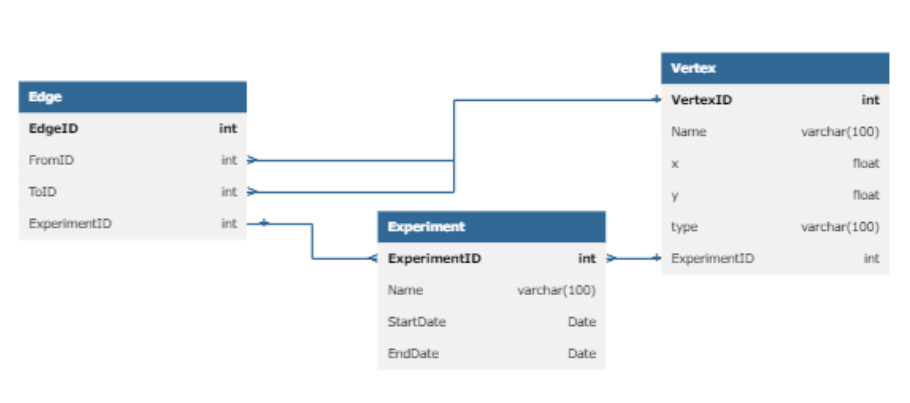 Edge
EdgeID int
FromID int
ToID int
ExperimentID int
Experiment
ExperimentID int
Name varchar(100)
StartDate Date
EndDate Date
Vertex
VertexID int
Name varchar(100)
x float
y float
type varchar(100)
ExperimentID int